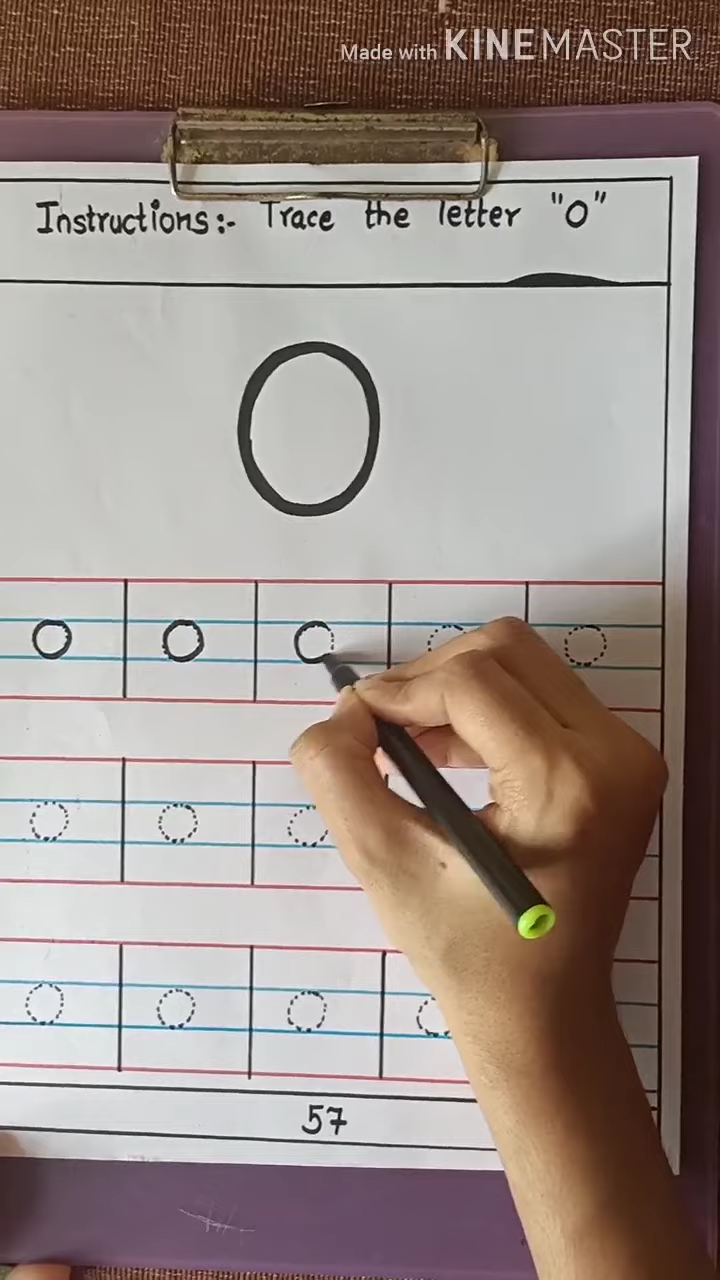 Made with KINEMASTER
Instructions:- Trace the letter "O"
O
o o o o o
o o o
o o o o
57